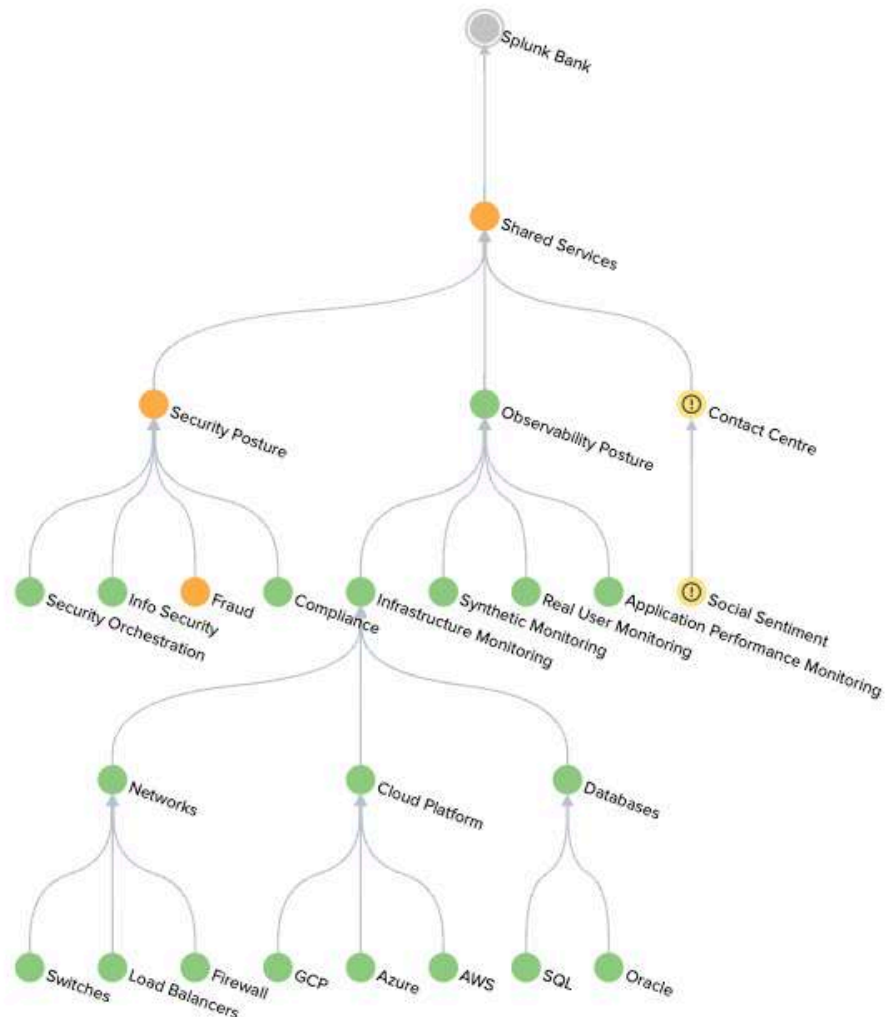 Splunk Bank
Shared Services
Security Posture
Observability Posture
Contact Centre
Security Orchestration
Info Security
Fraud
Compliance
Infrastructure Monitoring
Synthetic Monitoring
Real User Monitoring
Application Performance Monitoring
Social Sentiment
Networks
Cloud Platform
Databases
Switches
Load Balancers
Firewall
GCP
Azure
AWS
SQL
Oracle